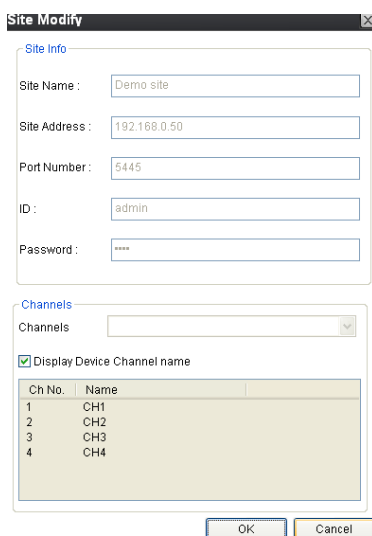 Site Modify
Site Info
Site Name : Demo site
Site Address : 192.168.0.50
Port Number : 5445
ID : admin
Password : ••••
Channels
Channels
Display Device Channel name
Ch No. Name
1 CH1
2 CH2
3 CH3
4 CH4
OK Cancel